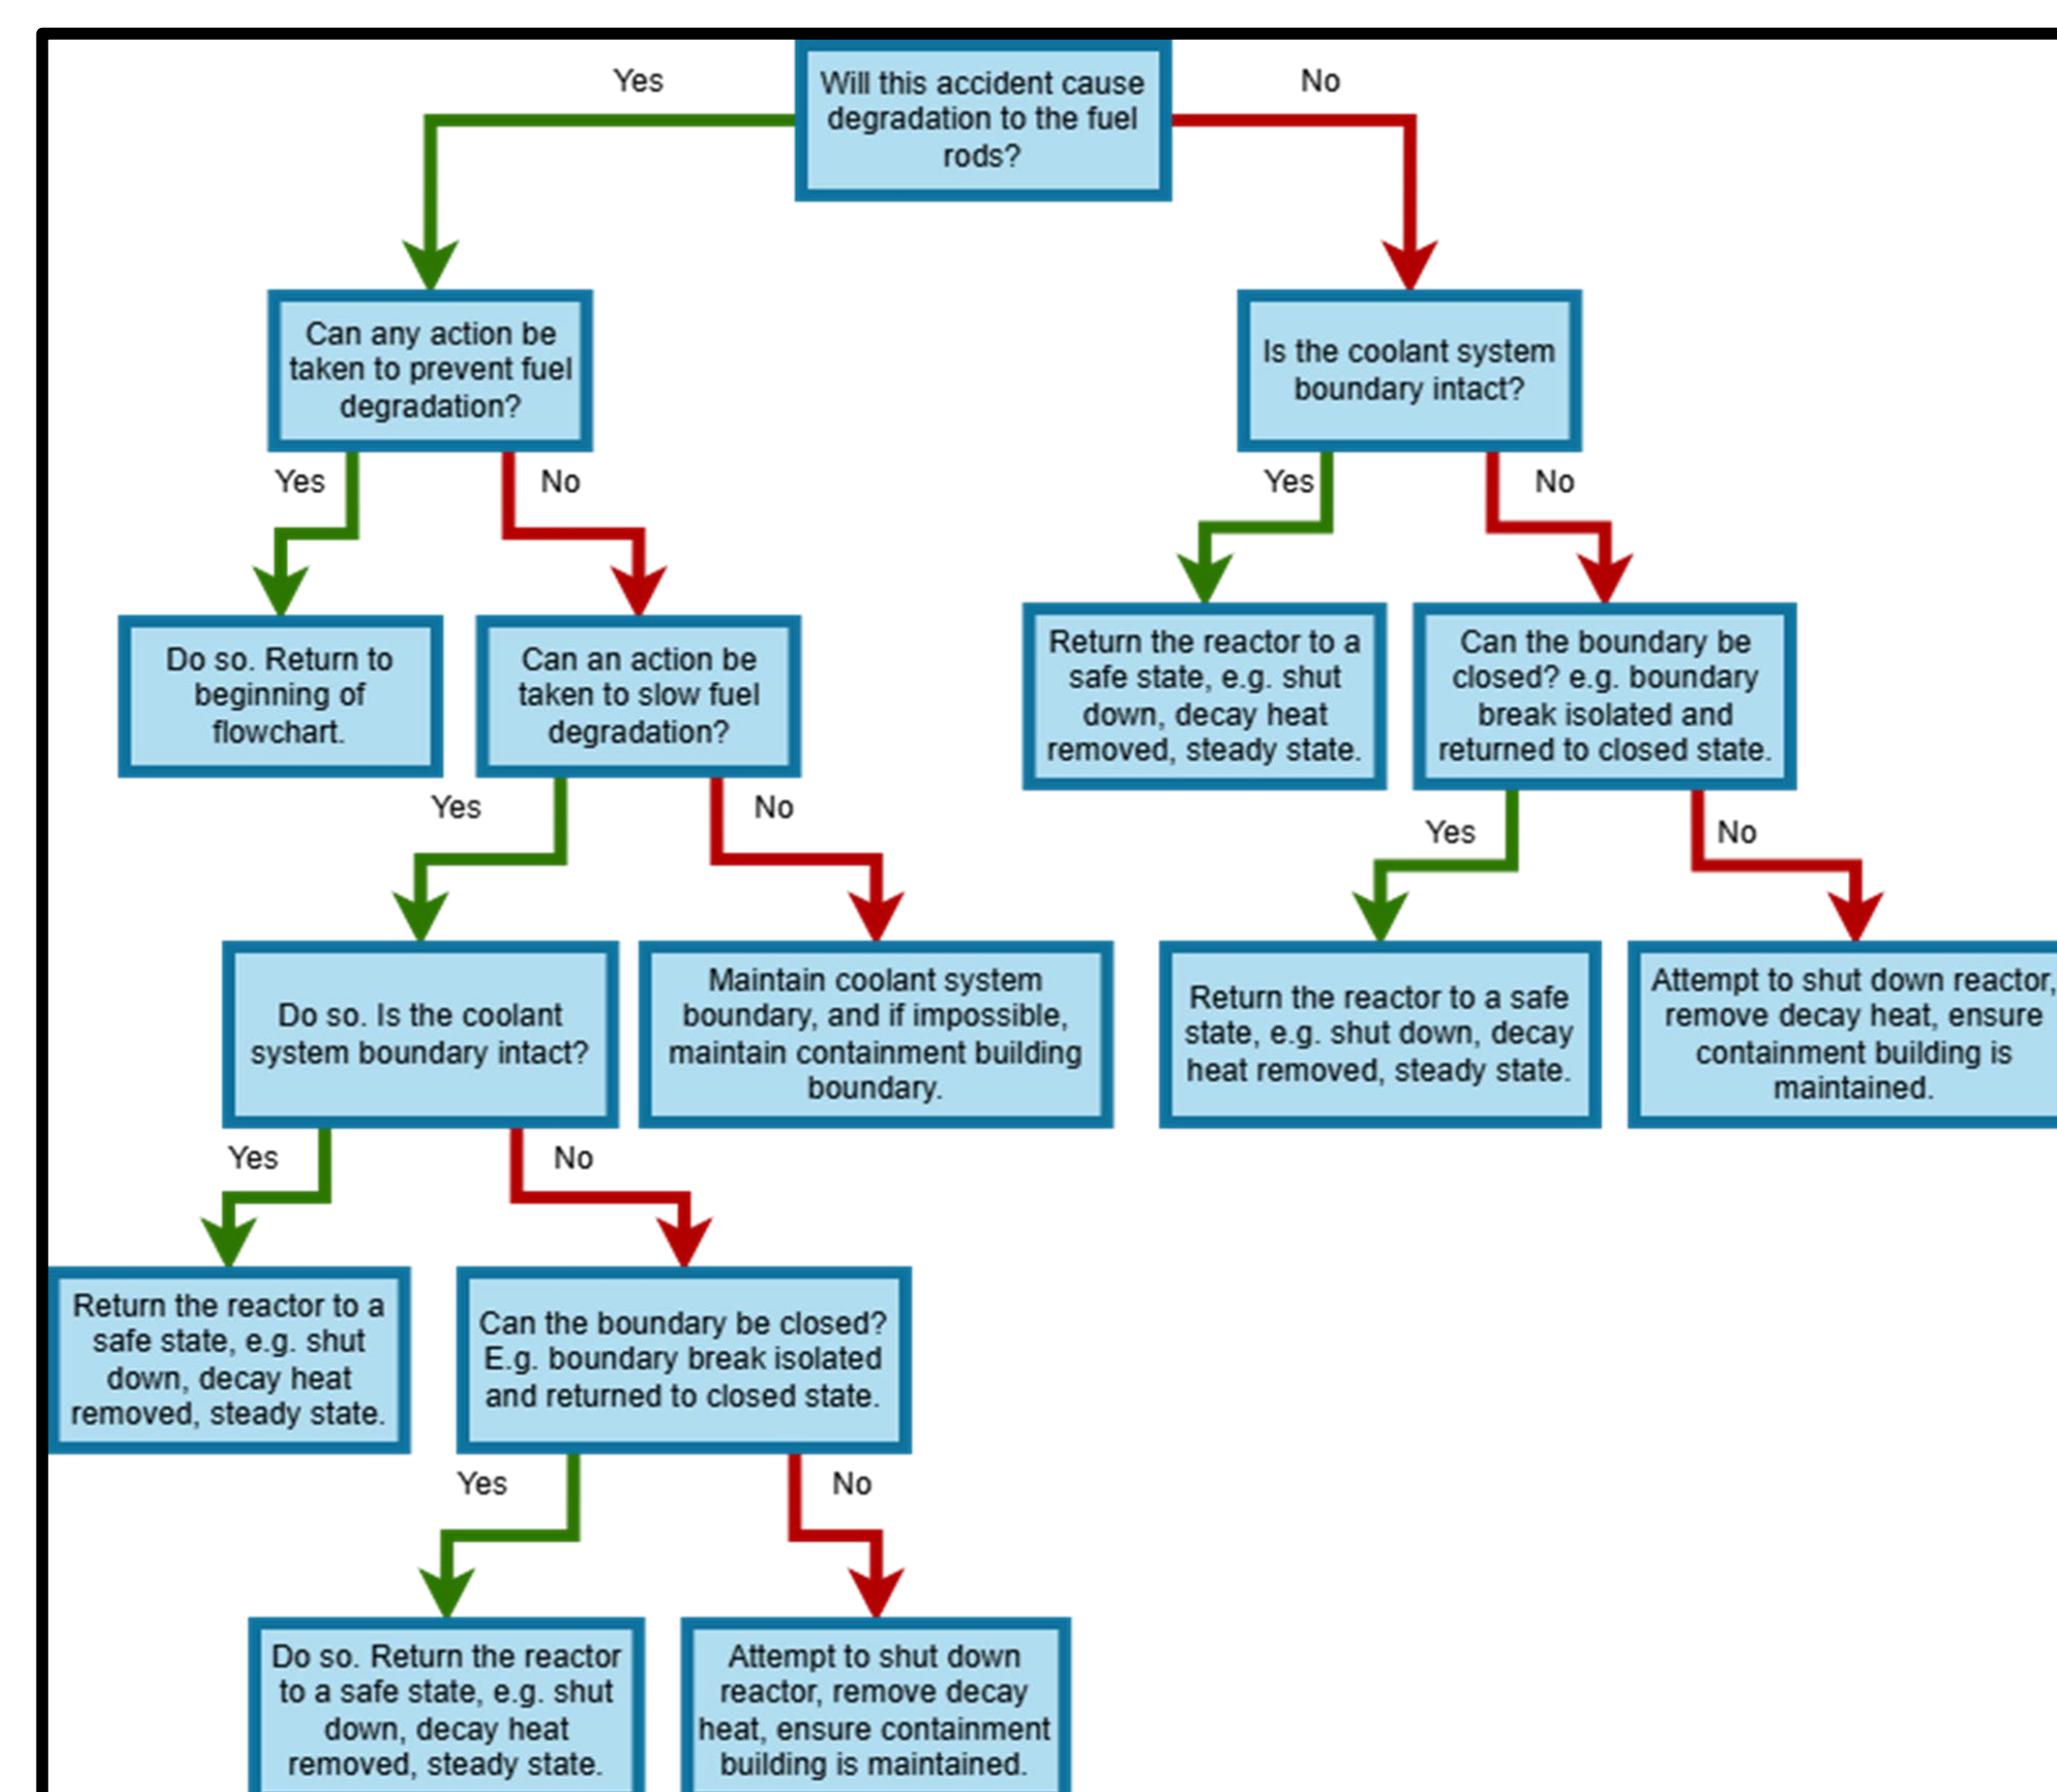 Yes
Will this accident cause
degradation to the fuel
rods?
No
Can any action be
taken to prevent fuel
degradation?
Is the coolant system
boundary intact?
Yes
No
Yes
No
Do so. Return to
beginning of
flowchart.
Can an action be
taken to slow fuel
degradation?
Return the reactor to a
safe state, e.g. shut
down, decay heat
removed, steady state.
Can the boundary be
closed? e.g. boundary
break isolated and
returned to closed state.
Yes
No
Yes
No
Do so. Is the coolant
system boundary intact?
Maintain coolant system
boundary, and if impossible,
maintain containment building
boundary.
Return the reactor to a safe
state, e.g. shut down, decay
heat removed, steady state.
Attempt to shut down reactor,
remove decay heat, ensure
containment building is
maintained.
Yes
No
Return the reactor to a
safe state, e.g. shut
down, decay heat
removed, steady state.
Can the boundary be closed?
E.g. boundary break isolated
and returned to closed state.
Yes
No
Do so. Return the reactor
to a safe state, e.g. shut
down, decay heat
removed, steady state.
Attempt to shut down
reactor, remove decay
heat, ensure containment
building is maintained.